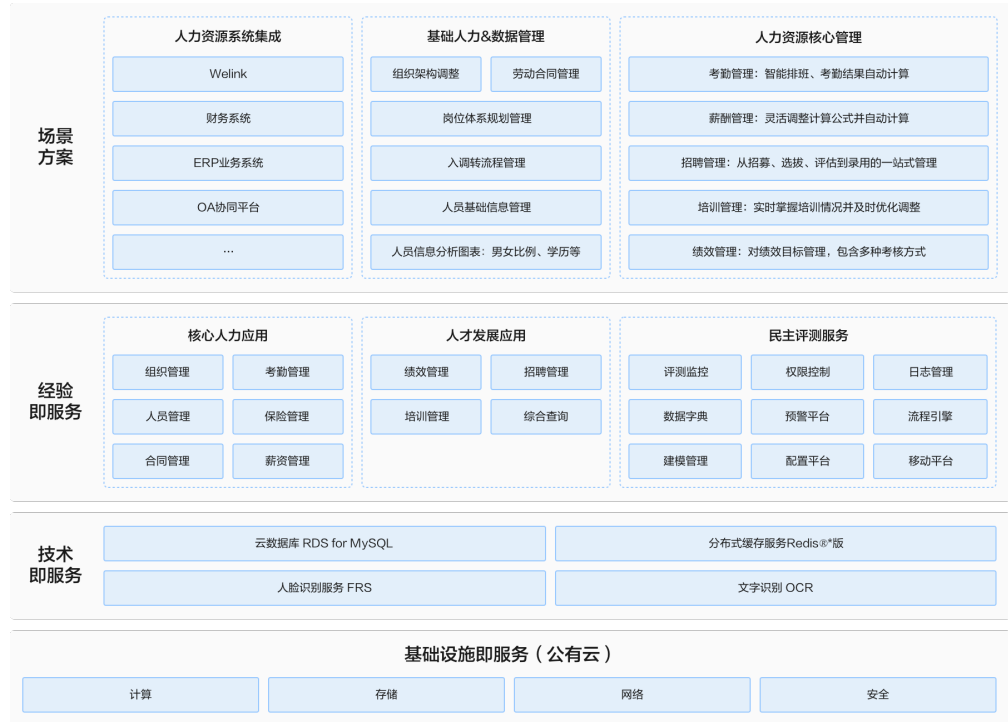 场景
方案
人力资源系统集成
Welink
财务系统
ERP业务系统
OA协同平台
...
基础人力&数据管理
组织架构调整
劳动合同管理
岗位体系规划管理
入调转流程管理
人员基础信息管理
人员信息分析图表：男女比例、学历等
人力资源核心管理
考勤管理：智能排班、考勤结果自动计算
薪酬管理：灵活调整计算公式并自动计算
招聘管理：从招募、选拔、评估到录用的一站式管理
培训管理：实时掌握培训情况并及时优化调整
绩效管理：对绩效目标管理，包含多种考核方式
经验
即服务
核心人力应用
组织管理
考勤管理
人员管理
保险管理
合同管理
薪资管理
人才发展应用
绩效管理
招聘管理
培训管理
综合查询
民主评测服务
评测监控
权限控制
日志管理
数据字典
预警平台
流程引擎
建模管理
配置平台
移动平台
技术
即服务
云数据库 RDS for MySQL
分布式缓存服务Redis®*版
人脸识别服务 FRS
文字识别 OCR
基础设施即服务（公有云）
计算
存储
网络
安全